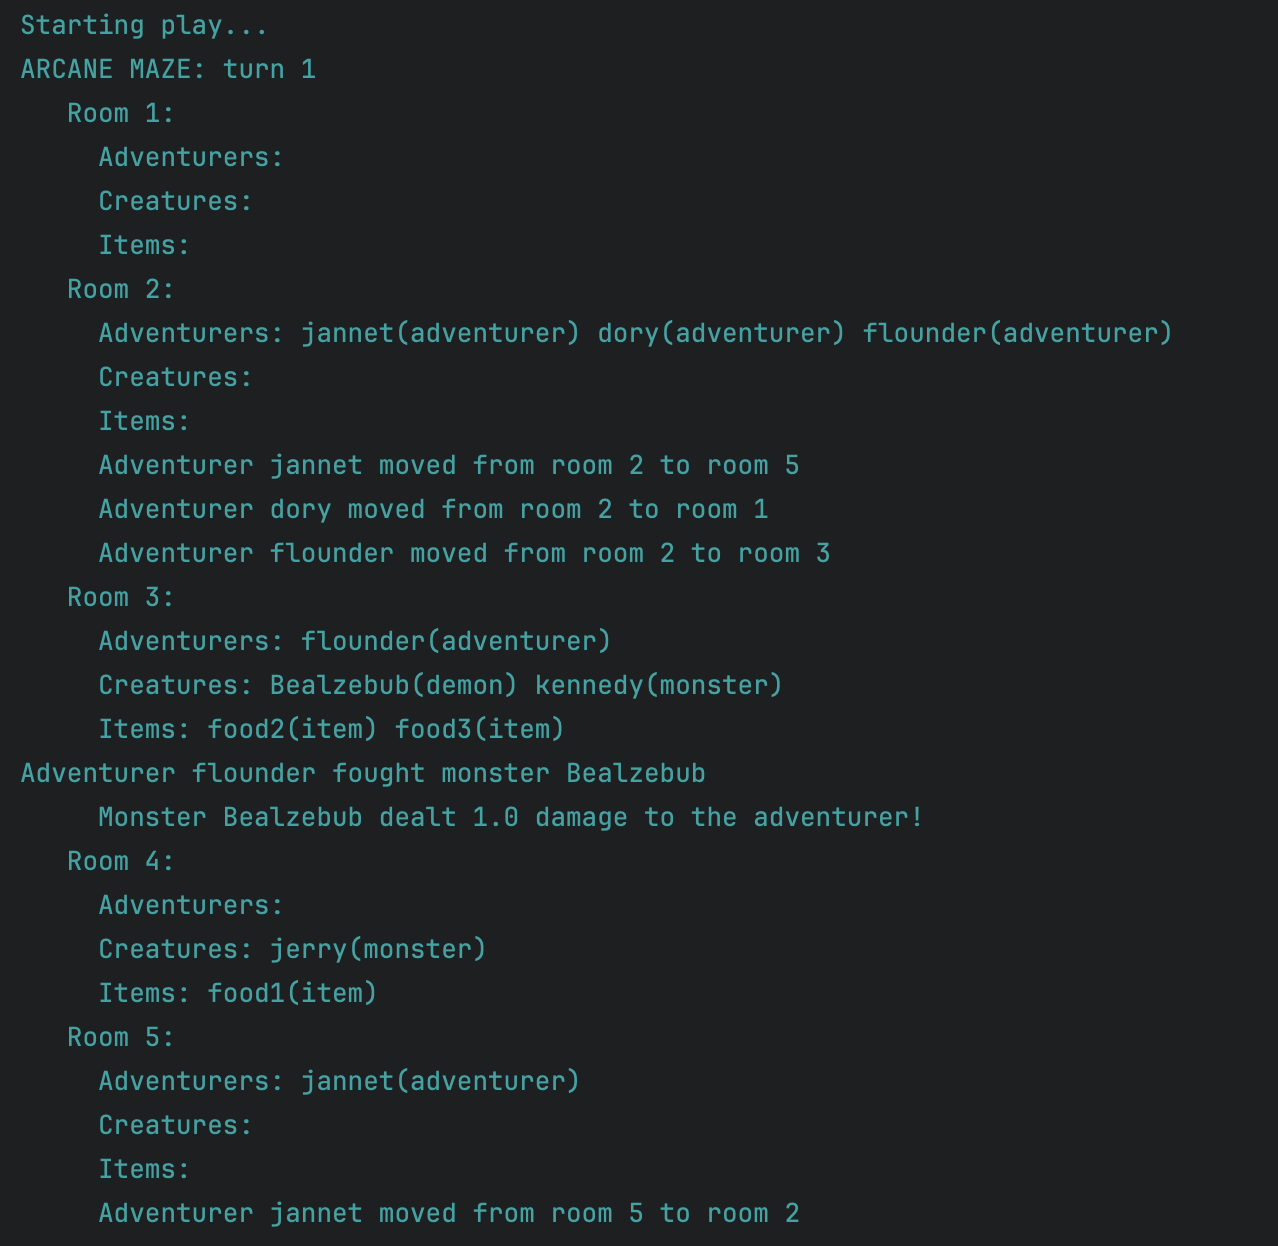 Starting play...
ARCANE MAZE: turn 1
Room 1:
Adventurers:
Creatures:
Items:
Room 2:
Adventurers: jannet(adventurer) dory(adventurer) flounder(adventurer)
Creatures:
Items:
Adventurer jannet moved from room 2 to room 5
Adventurer dory moved from room 2 to room 1
Adventurer flounder moved from room 2 to room 3
Room 3:
Adventurers: flounder(adventurer)
Creatures: Bealzebub(demon) kennedy(monster)
Items: food2(item) food3(item)
Adventurer flounder fought monster Bealzebub
Monster Bealzebub dealt 1.0 damage to the adventurer!
Room 4:
Adventurers:
Creatures: jerry(monster)
Items: food1(item)
Room 5:
Adventurers: jannet(adventurer)
Creatures:
Items:
Adventurer jannet moved from room 5 to room 2